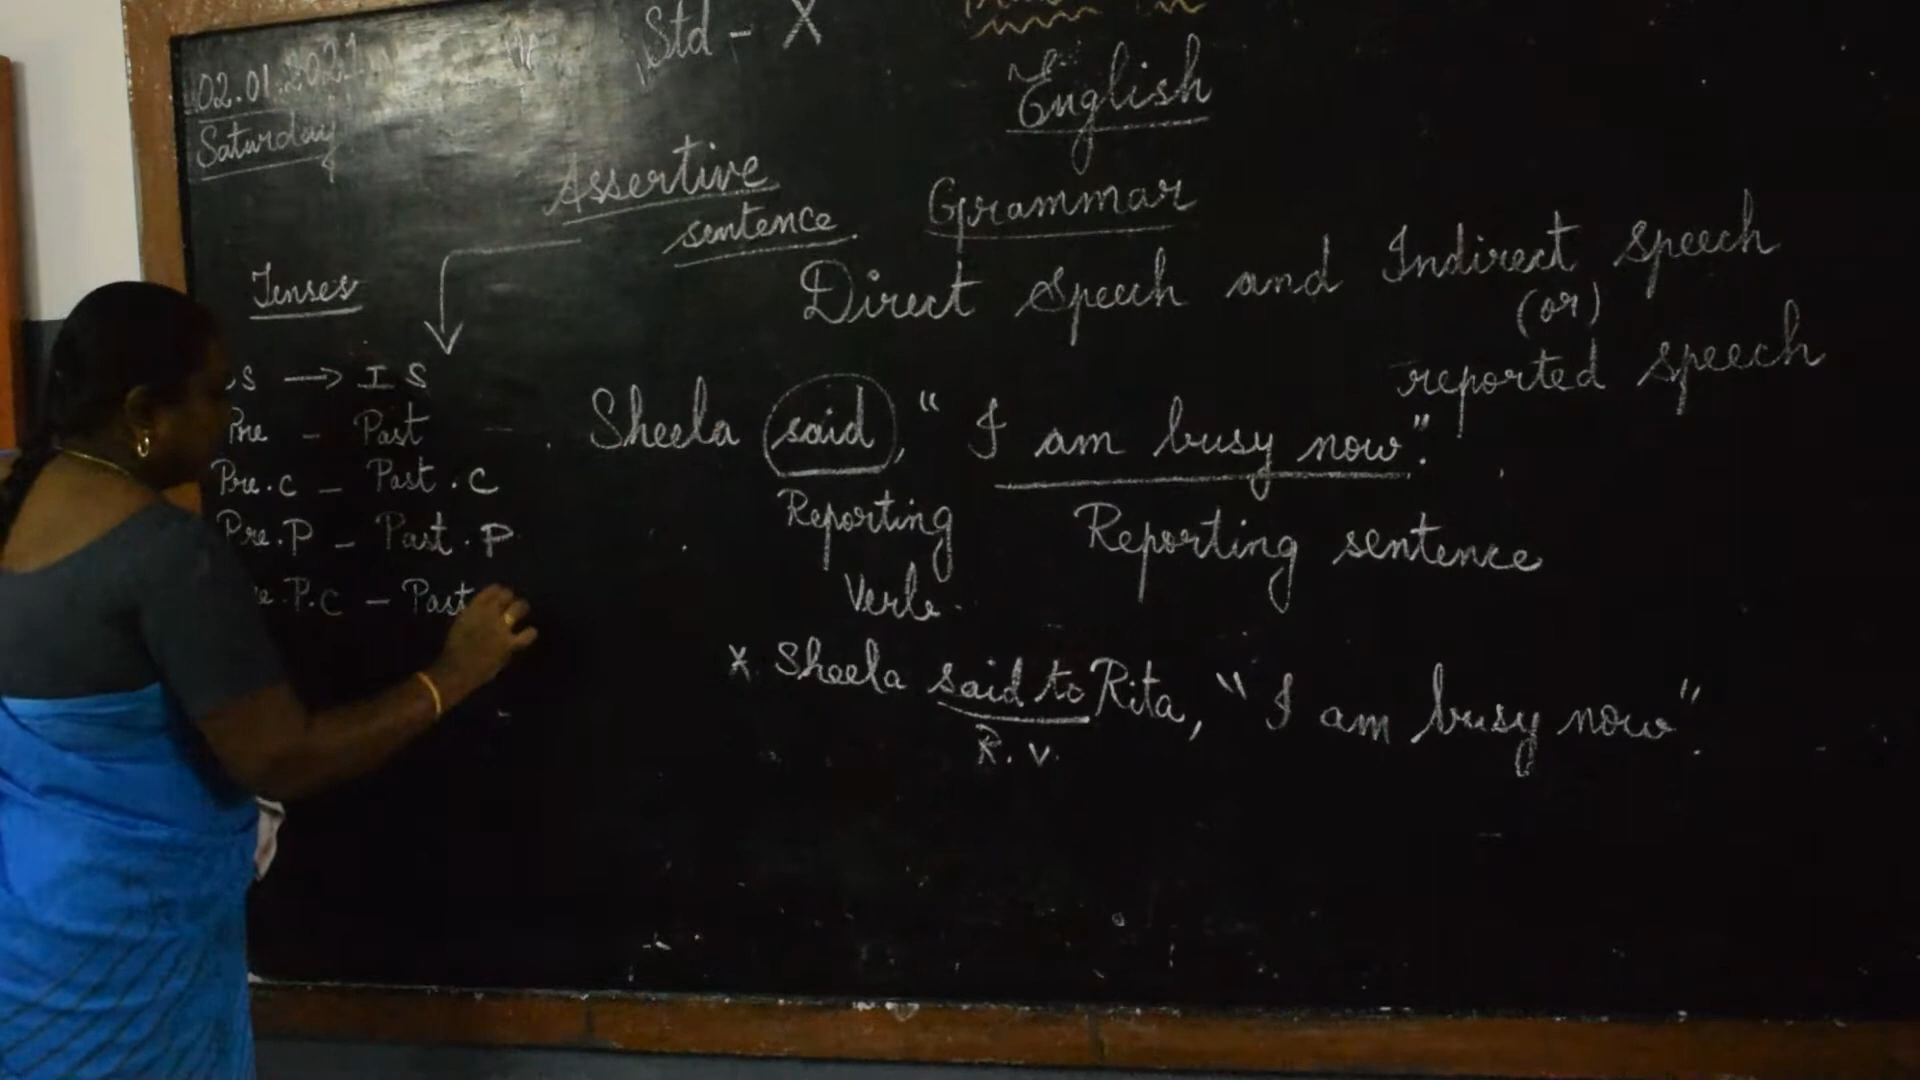 02.01.2021
Saturday
Std - X
English
Grammar
Assertive
sentence.
Direct speech and Indirect speech
(or)
reported speech
Tenses
S → I S
Pre - Past
Pre.C - Past.C
Pre.P - Past.P
P.C - Past
Sheela said, " I am busy now".
Reporting
Verb.
Reporting sentence
* Sheela said to Rita, " I am busy now".
R.V.